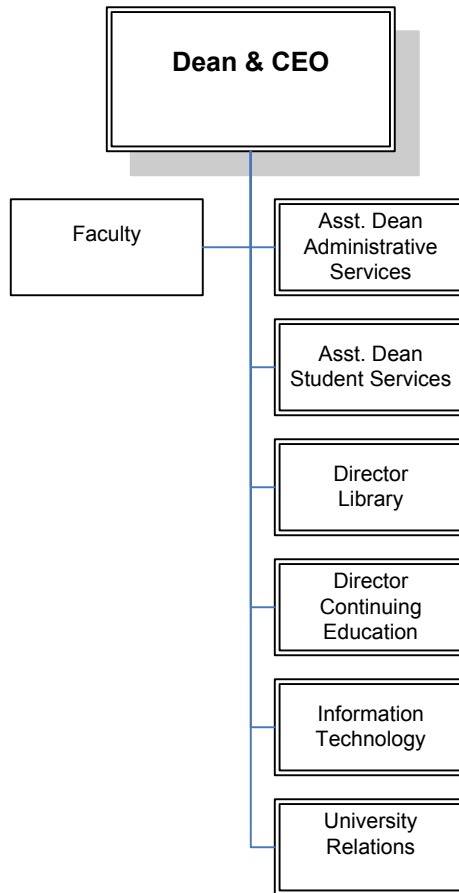 Dean & CEO
Faculty
Asst. Dean
Administrative
Services
Asst. Dean
Student Services
Director
Library
Director
Continuing
Education
Information
Technology
University
Relations